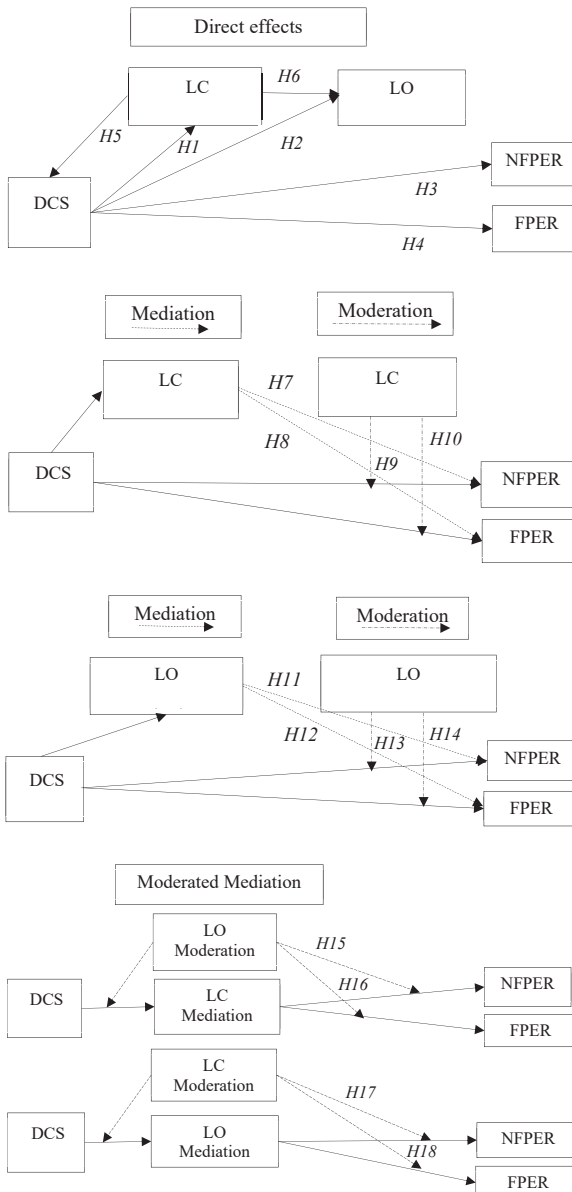 Direct effects
LC
H6
LO
H5
H1
H2
NFPER
DCS
H3
FPER
H4
Mediation
Moderation
LC
H7
LC
H8
H10
DCS
H9
NFPER
FPER
Mediation
Moderation
LO
H11
LO
H12
H13
H14
DCS
NFPER
FPER
Moderated Mediation
LO
Moderation
H15
DCS
LC
Mediation
H16
NFPER
FPER
LC
Moderation
H17
DCS
LO
Mediation
H18
NFPER
FPER